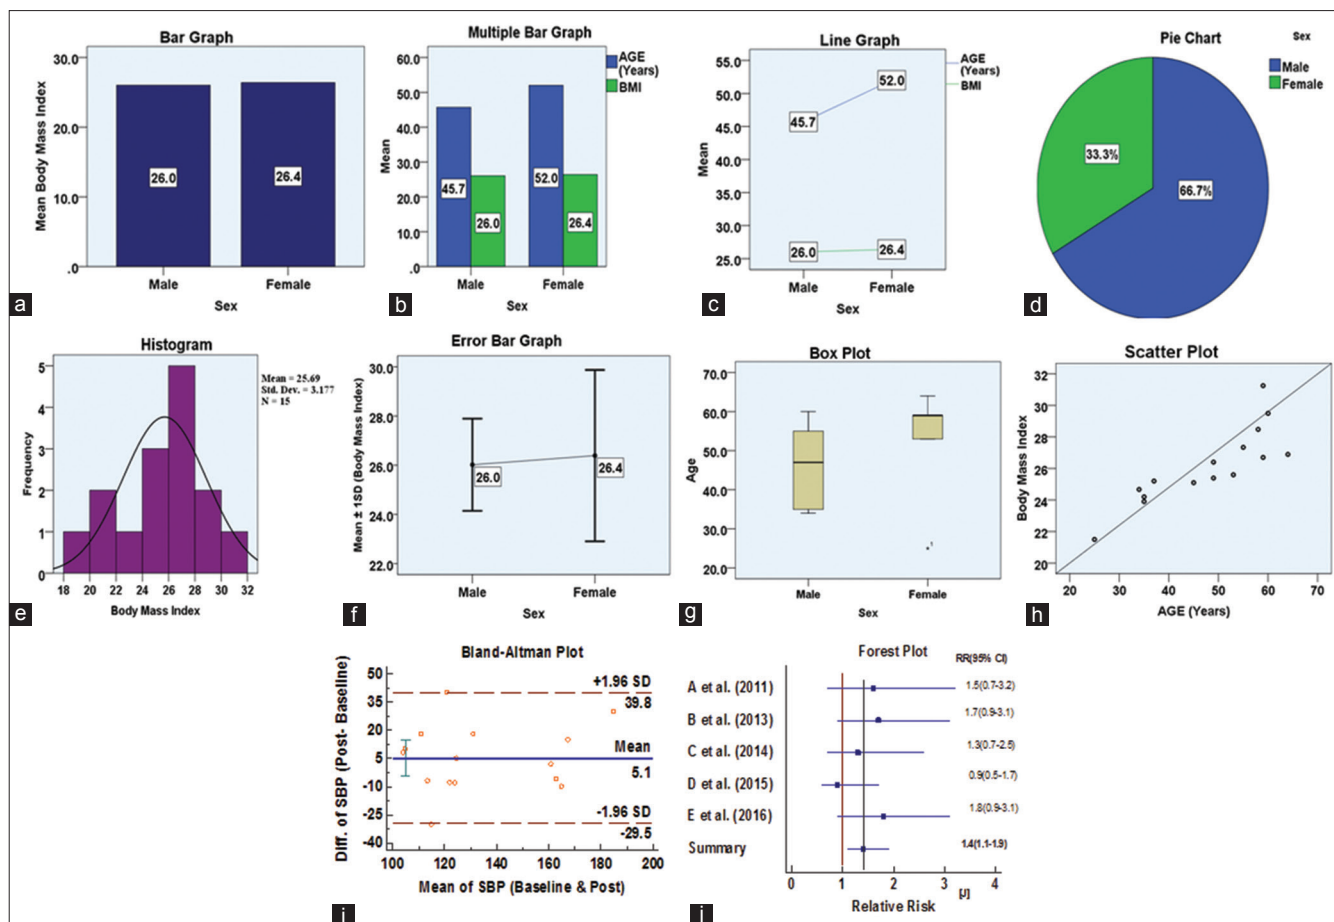 Bar Graph
Mean Body Mass Index
30.0
20.0
10.0
.0
26.0
26.4
Male
Female
Sex
a
Multiple Bar Graph
AGE
(Years)
BMI
Mean
60.0
50.0
40.0
30.0
20.0
10.0
.0
45.7
26.0
52.0
26.4
Male
Female
Sex
b
Line Graph
AGE
(Years)
BMI
Mean
55.0
50.0
45.0
40.0
35.0
30.0
25.0
45.7
52.0
26.0
26.4
Male
Female
Sex
c
Pie Chart
Sex
Male
Female
33.3%
66.7%
d
Histogram
Mean = 25.69
Std. Dev. = 3.177
N = 15
Frequency
5
4
3
2
1
0
18 20 22 24 26 28 30 32
Body Mass Index
e
Error Bar Graph
Mean ± 1SD (Body Mass Index)
30.0
28.0
26.0
24.0
22.0
26.0
26.4
Male
Female
Sex
f
Box Plot
Age
70.0
60.0
50.0
40.0
30.0
20.0
Male
Female
Sex
g
Scatter Plot
Body Mass Index
32
30
28
26
24
22
20
20 30 40 50 60 70
AGE (Years)
h
Bland-Altman Plot
Diff. of SBP (Post- Baseline)
50
35
20
5
-10
-25
-40
+1.96 SD
39.8
Mean
5.1
-1.96 SD
-29.5
100 120 140 160 180 200
Mean of SBP (Baseline & Post)
i
Forest Plot
RR(95% CI)
A et al. (2011) 1.5(0.7-3.2)
B et al. (2013) 1.7(0.9-3.1)
C et al. (2014) 1.3(0.7-2.5)
D et al. (2015) 0.9(0.5-1.7)
E et al. (2016) 1.8(0.9-3.1)
Summary 1.4(1.1-1.9)
0 1 2 3 4
[J]
Relative Risk
j